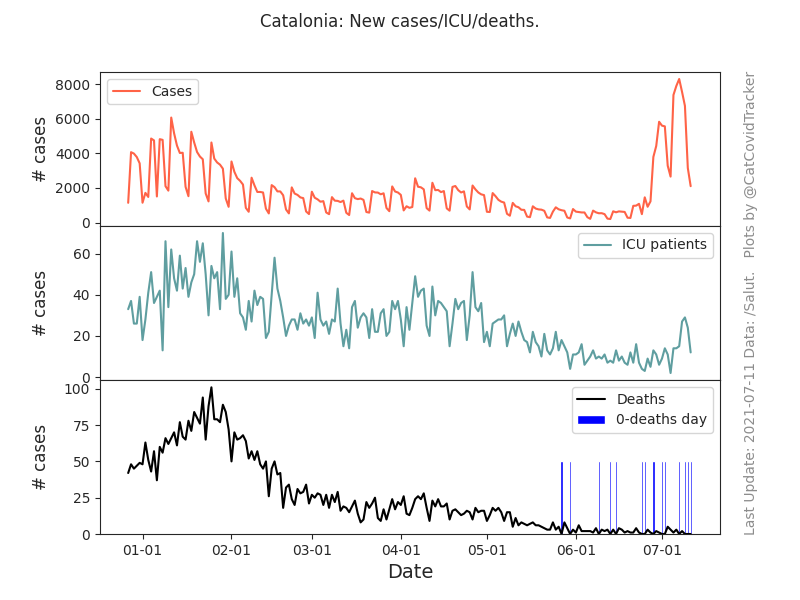 Catalonia: New cases/ICU/deaths.
8000
6000
4000
2000
0
# cases
Cases
60
40
20
0
# cases
ICU patients
100
75
50
25
0
# cases
Deaths
0-deaths day
01-01
02-01
03-01
04-01
05-01
06-01
07-01
Date
Last Update: 2021-07-11 Data: /Salut. Plots by @CatCovidTracker